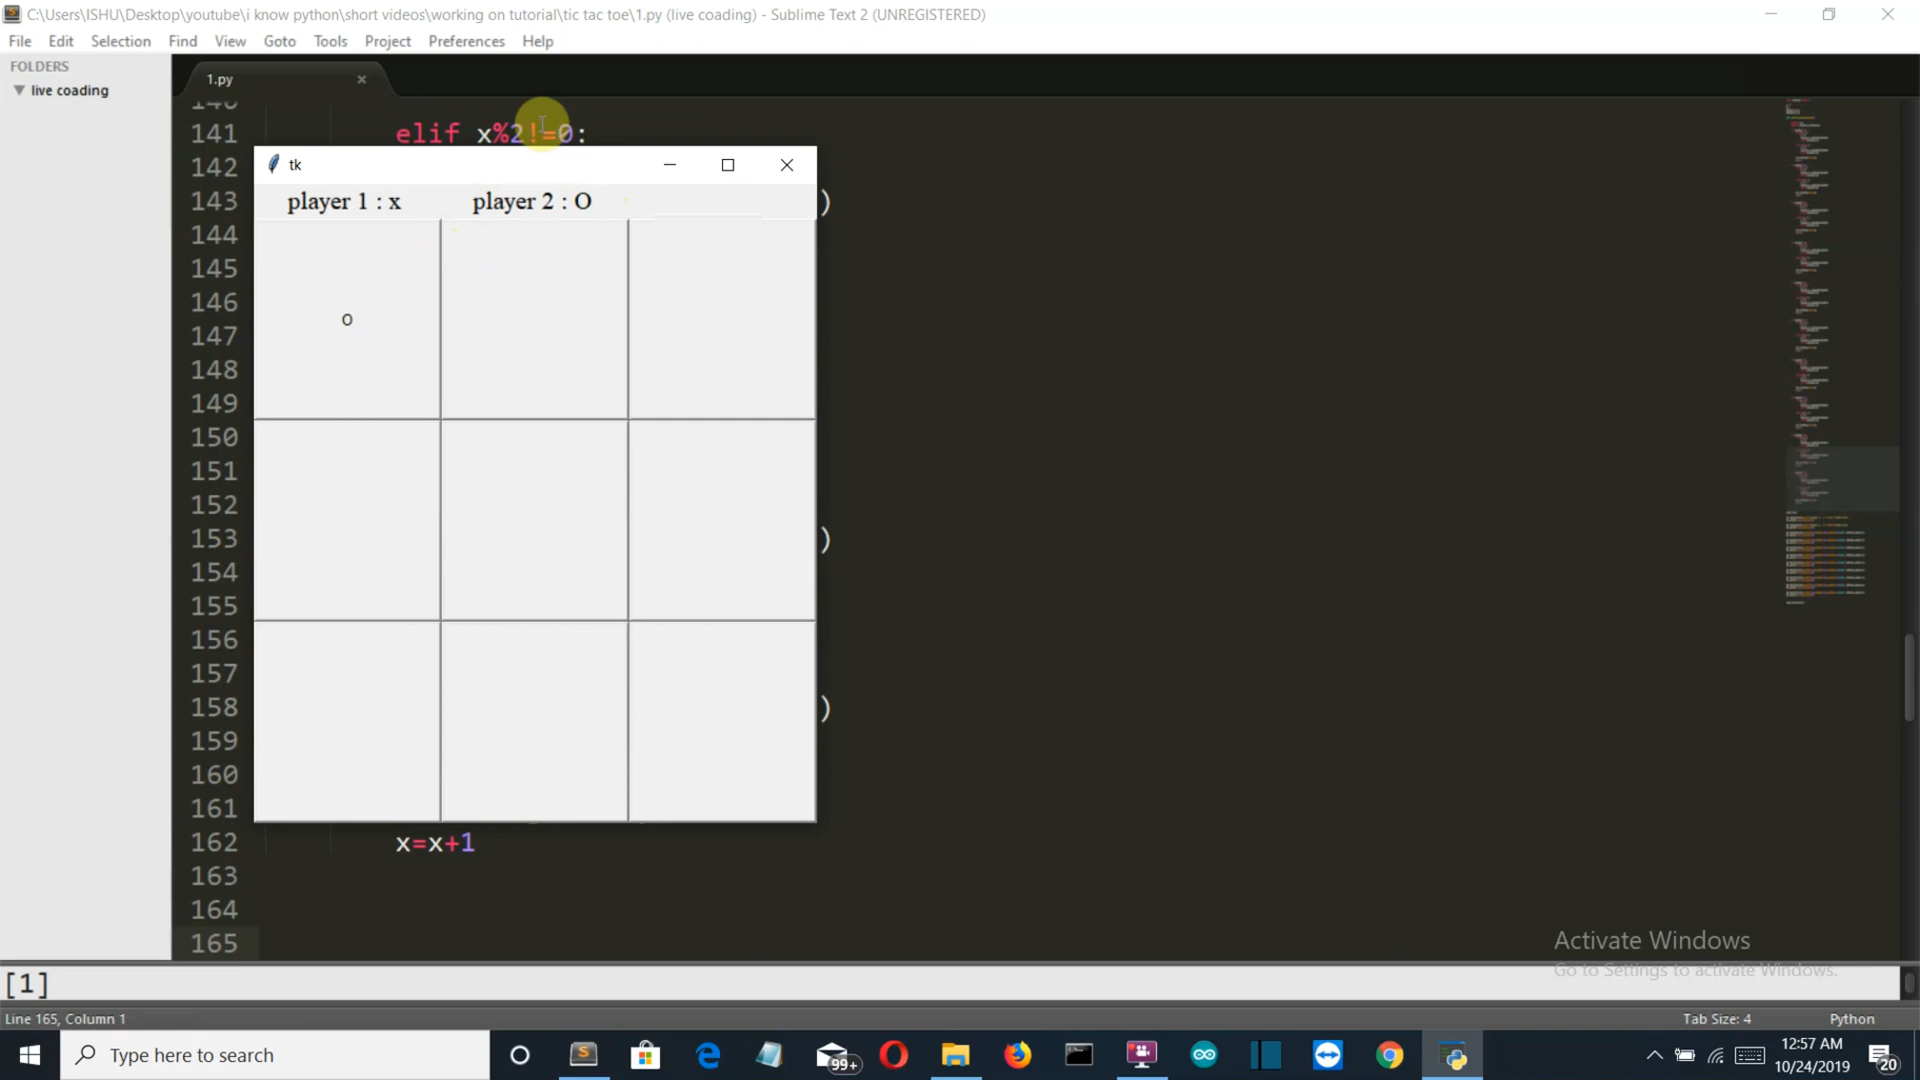 C:\Users\ISHU\Desktop\youtube\i know python\short videos\working on tutorial\tic tac toe\1.py (live coading) - Sublime Text 2 (UNREGISTERED)
File Edit Selection Find View Goto Tools Project Preferences Help
FOLDERS
live coading
1.py
140
141 elif x%2!=0:
142
143 )
144
145
146
147
148
149
150
151
152
153 )
154
155
156
157
158 )
159
160
161
162 x=x+1
163
164
165
tk
player 1 : x player 2 : O
o
Activate Windows
Go to Settings to activate Windows.
[1]
Line 165, Column 1
Tab Size: 4 Python
Type here to search
99+
12:57 AM
10/24/2019
20